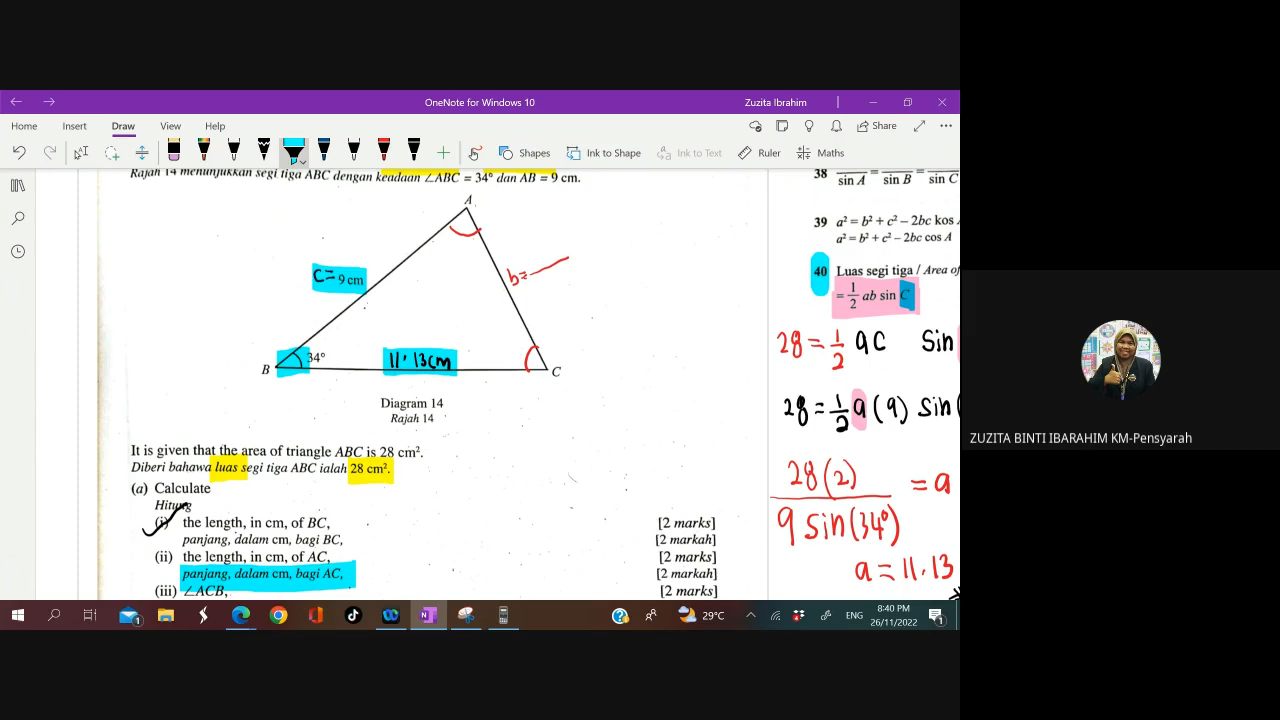 OneNote for Windows 10
Zuzita Ibrahim
Home Insert Draw View Help
Share
Shapes Ink to Shape Ink to Text Ruler Maths
Rajah 14 menunjukkan segi tiga ABC dengan keadaan ∠ABC = 34° dan AB = 9 cm.
A
c = 9 cm
b =
34°
11.13cm
B
C
Diagram 14
Rajah 14
It is given that the area of triangle ABC is 28 cm².
Diberi bahawa luas segi tiga ABC ialah 28 cm².
(a) Calculate
Hitung
(i) the length, in cm, of BC, [2 marks]
panjang, dalam cm, bagi BC, [2 markah]
(ii) the length, in cm, of AC, [2 marks]
panjang, dalam cm, bagi AC, [2 markah]
(iii) ∠ACB, [2 marks]
38 sin A = sin B = sin C
39 a² = b² + c² – 2bc kos
a² = b² + c² – 2bc cos A
40 Luas segi tiga / Area of
= 1/2 ab sin C
28 = 1/2 ac Sin
28 = 1/2 a (9) Sin
28(2) / 9 sin(34°) = a
a = 11.13
ZUZITA BINTI IBARAHIM KM-Pensyarah
29°C
ENG
8:40 PM
26/11/2022